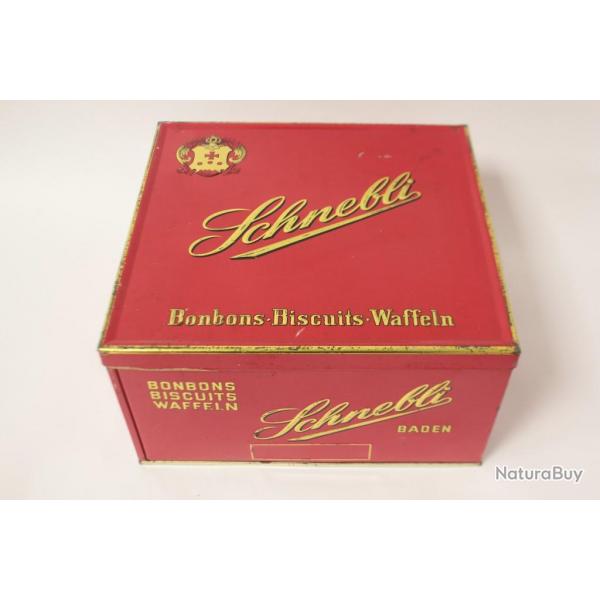 Schnebli
Bonbons·Biscuits·Waffeln
BONBONS
BISCUITS
WAFFELN
Schnebli
BADEN
NaturaBuy